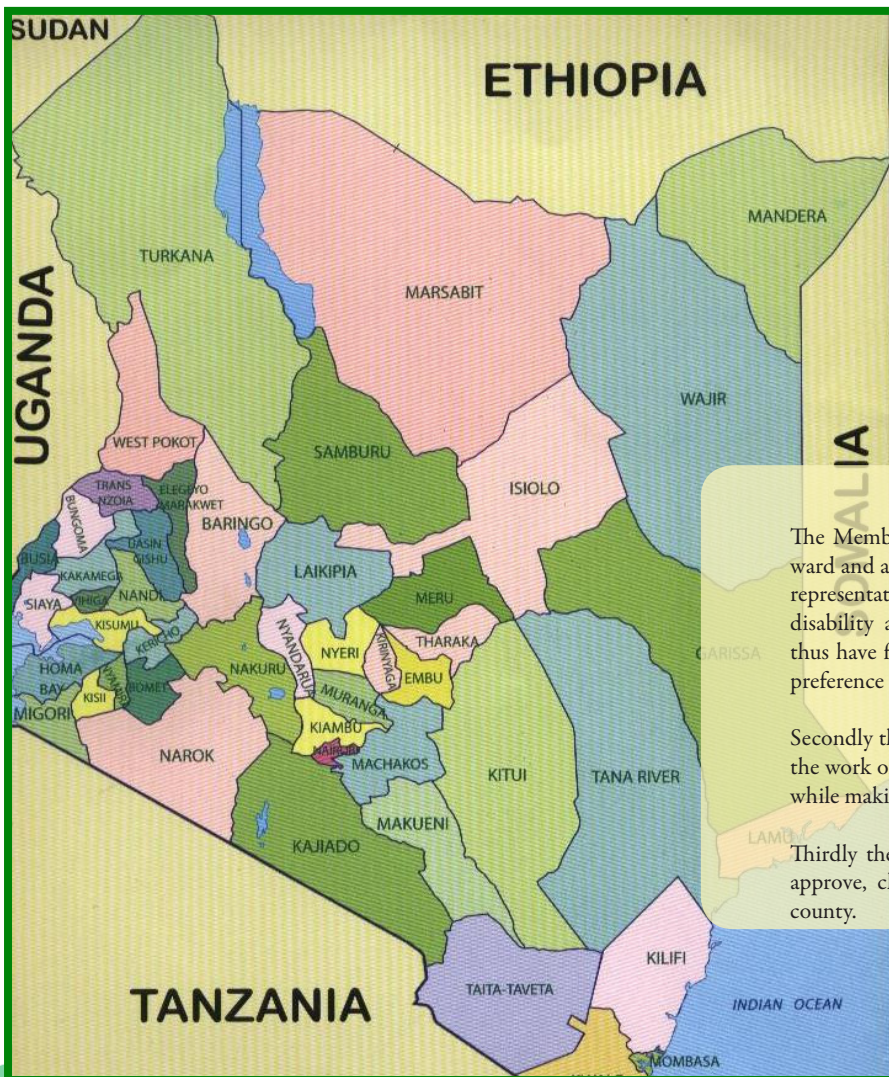 SUDAN
ETHIOPIA
MANDERA
TURKANA
UGANDA
MARSABIT
WAJIR
SOMALIA
WEST POKOT
SAMBURU
ISIOLO
TRANS
NZOIA
ELEGEYO
MARAKWET
BUNGOMA
BARINGO
UASIN
GISHU
BUSIA
LAIKIPIA
KAKAMEGA
NANDI
MERU
SIAYA
VIHIGA
KISUMU
KERICHO
NYANDARUA
NYERI
KIRINYAGA
THARAKA
GARISSA
HOMA
BAY
NYAMIRA
BOMET
NAKURU
EMBU
KISII
MURANGA
MIGORI
KIAMBU
NAIROBI
NAROK
MACHAKOS
KITUI
TANA RIVER
MAKUENI
KAJIADO
LAMU
KILIFI
TAITA-TAVETA
TANZANIA
INDIAN OCEAN
MOMBASA
The Memb
ward and a
representat
disability a
thus have f
preference
Secondly th
the work o
while maki
Thirdly the
approve, cl
county.